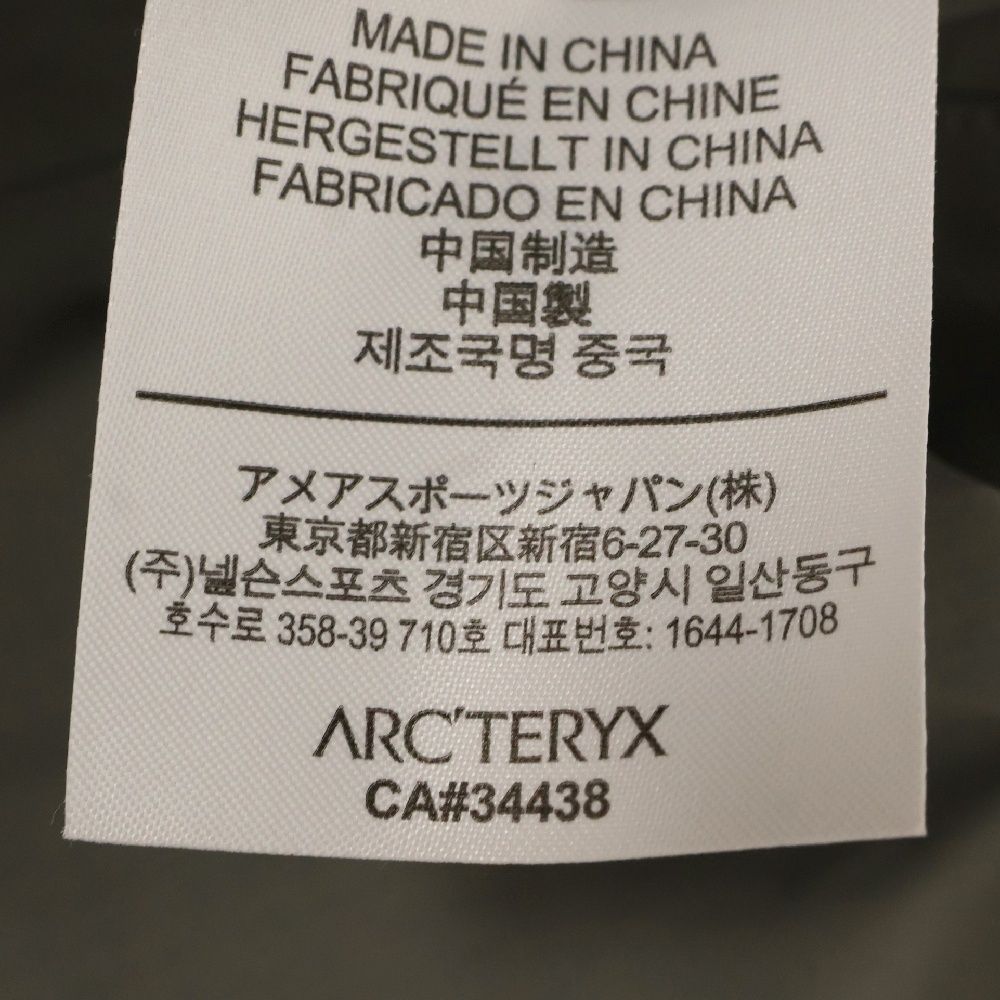 MADE IN CHINA
FABRIQUÉ EN CHINE
HERGESTELLT IN CHINA
FABRICADO EN CHINA
中国制造
中国製
제조국명 중국
アメアスポーツジャパン(株)
東京都新宿区新宿6-27-30
(주)넬슨스포츠 경기도 고양시 일산동구
호수로 358-39 710호 대표번호: 1644-1708
ARC'TERYX
CA#34438